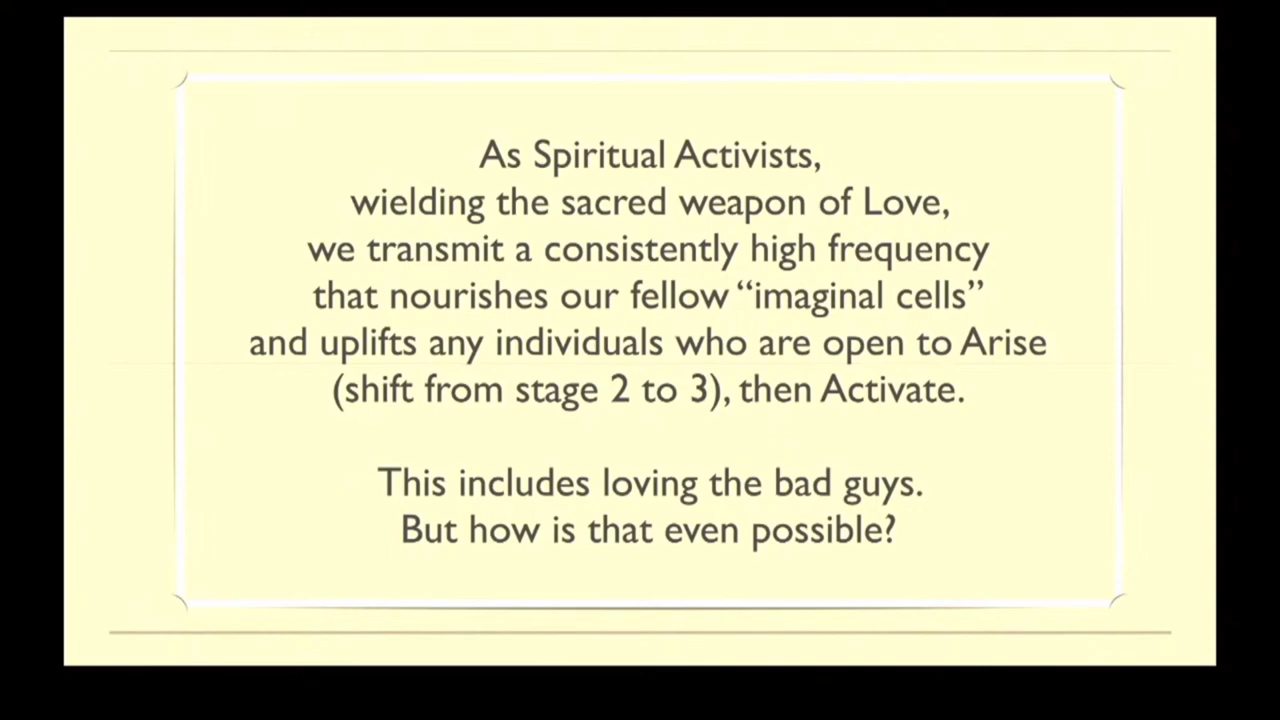 As Spiritual Activists,
wielding the sacred weapon of Love,
we transmit a consistently high frequency
that nourishes our fellow “imaginal cells”
and uplifts any individuals who are open to Arise
(shift from stage 2 to 3), then Activate.
This includes loving the bad guys.
But how is that even possible?